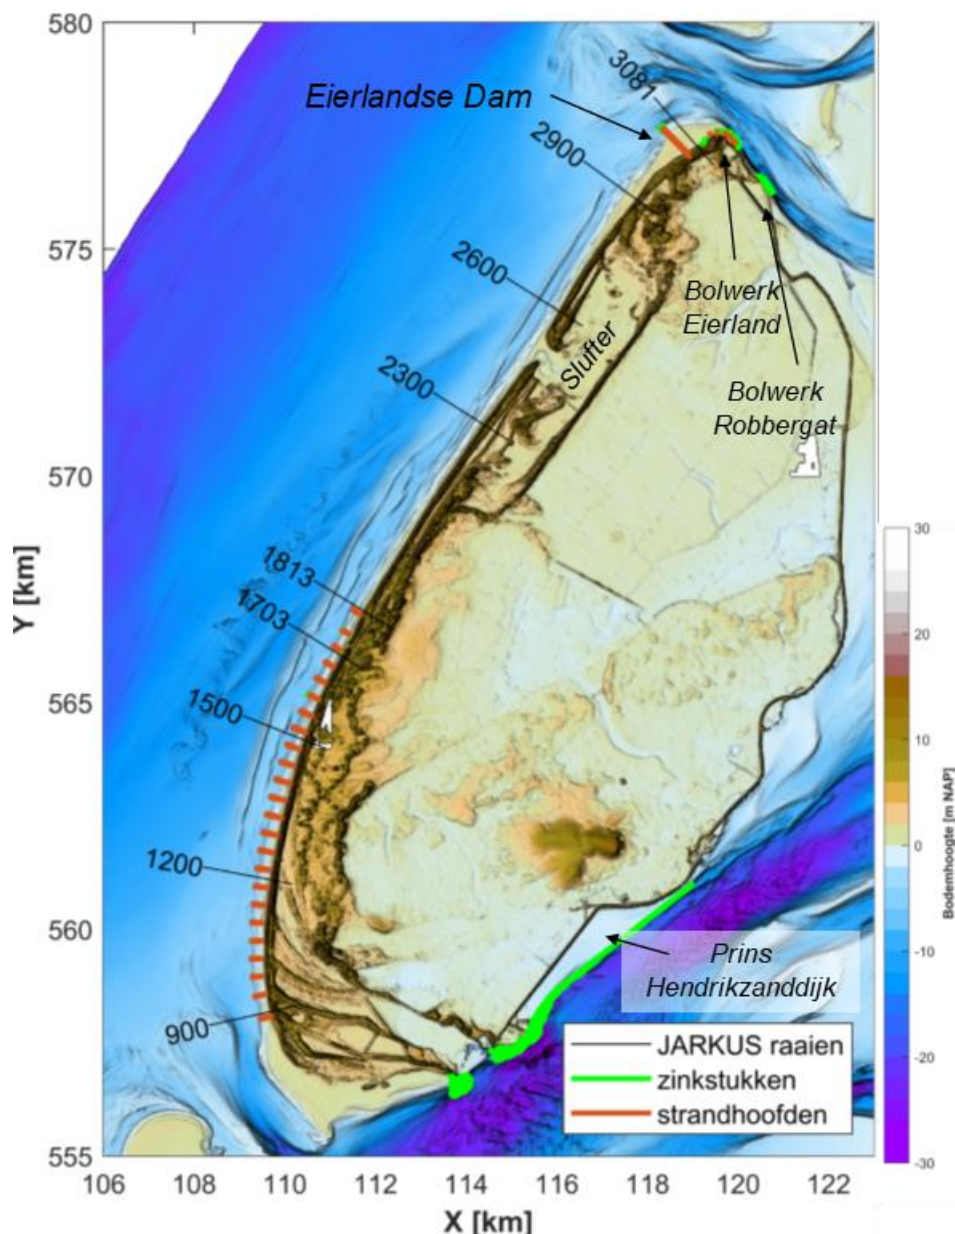 580
575
570
565
560
555
Y [km]
Eierlandse Dam
3081
2900
2600
2300
1813
1703
1500
1200
900
Slufter
Bolwerk
Eierland
Bolwerk
Robbergat
Prins
Hendrikzanddijk
JARKUS raaien
zinkstukken
strandhoofden
30
20
10
0
-10
-20
-30
Bodemhoogte [m NAP]
106 108 110 112 114 116 118 120 122
X [km]